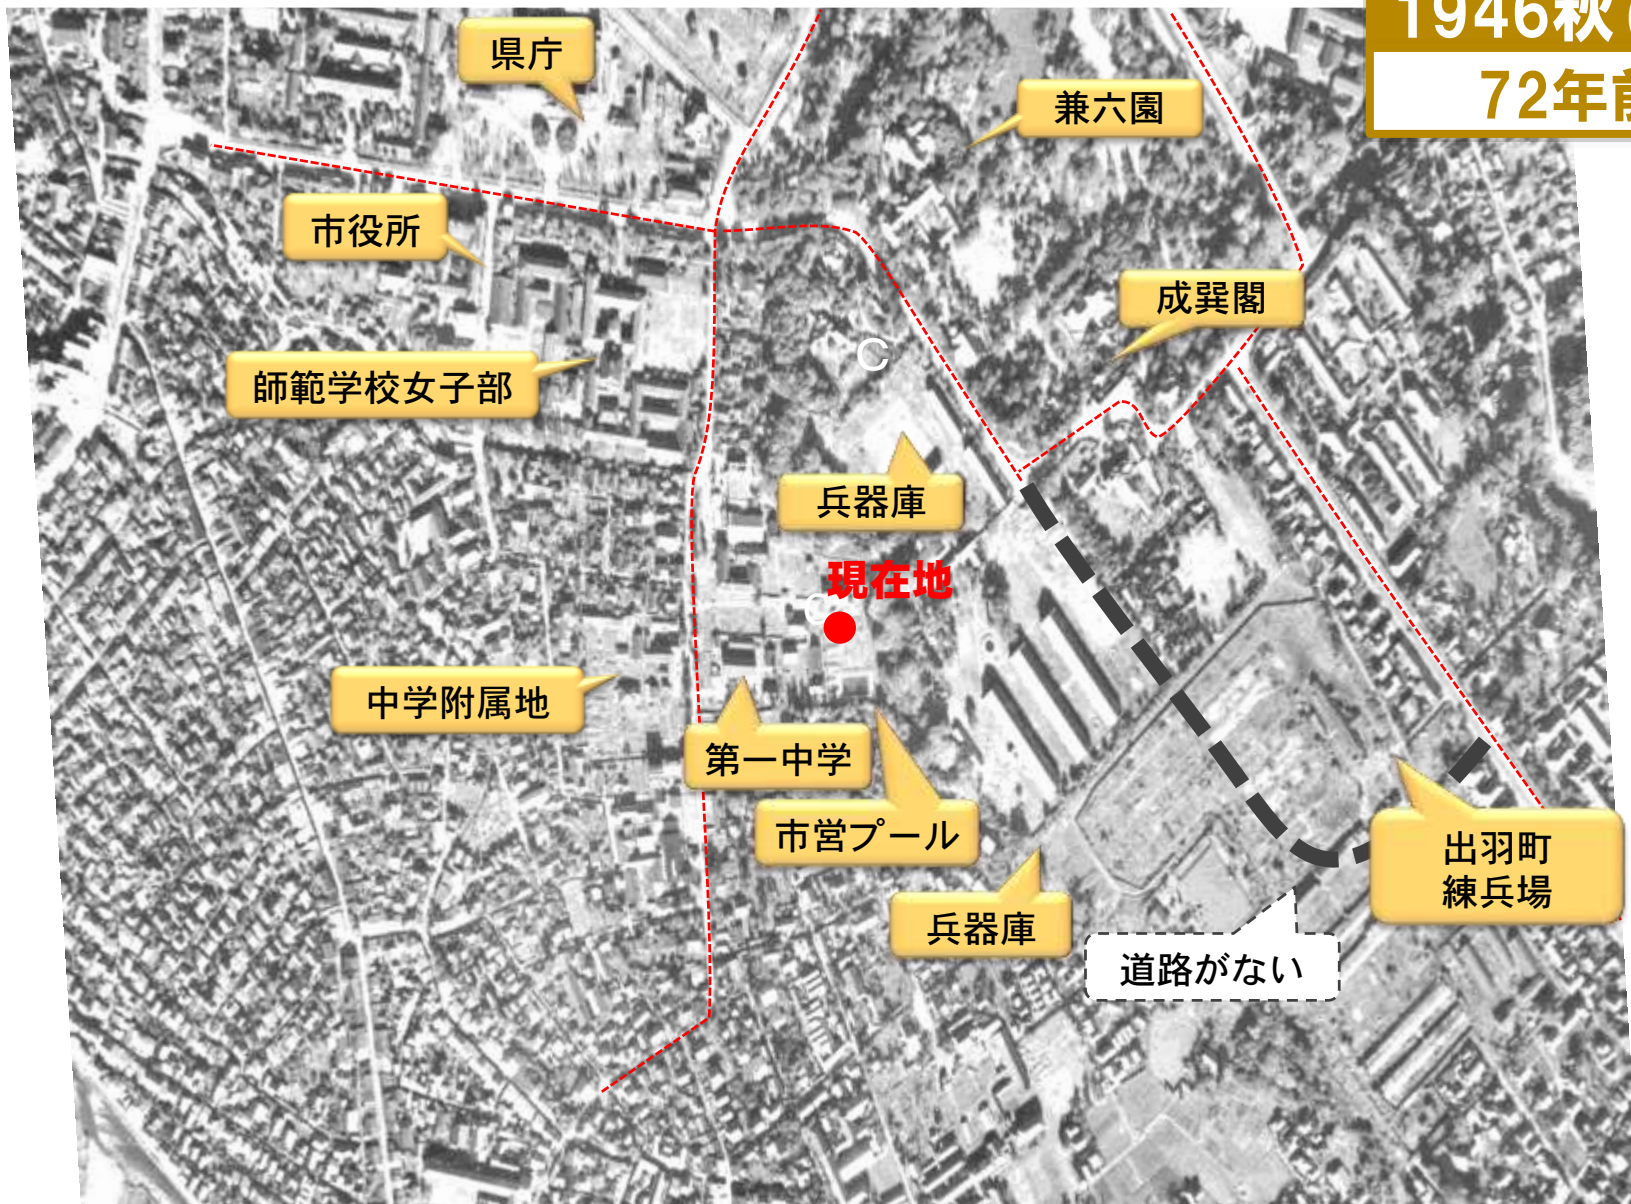 1946秋
72年前
県庁
兼六園
市役所
成巽閣
師範学校女子部
C
兵器庫
現在地
C
中学附属地
第一中学
市営プール
出羽町
練兵場
兵器庫
道路がない